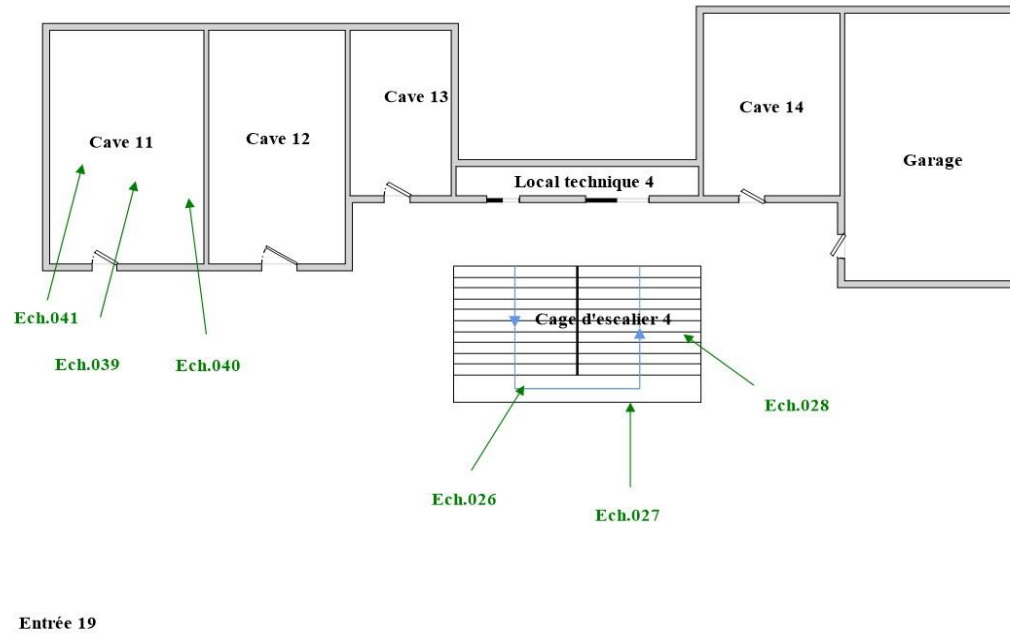 Cave 13
Cave 14
Cave 11
Cave 12
Garage
Local technique 4
Ech.041
Cage d'escalier 4
Ech.039
Ech.040
Ech.028
Ech.026
Ech.027
Entrée 19